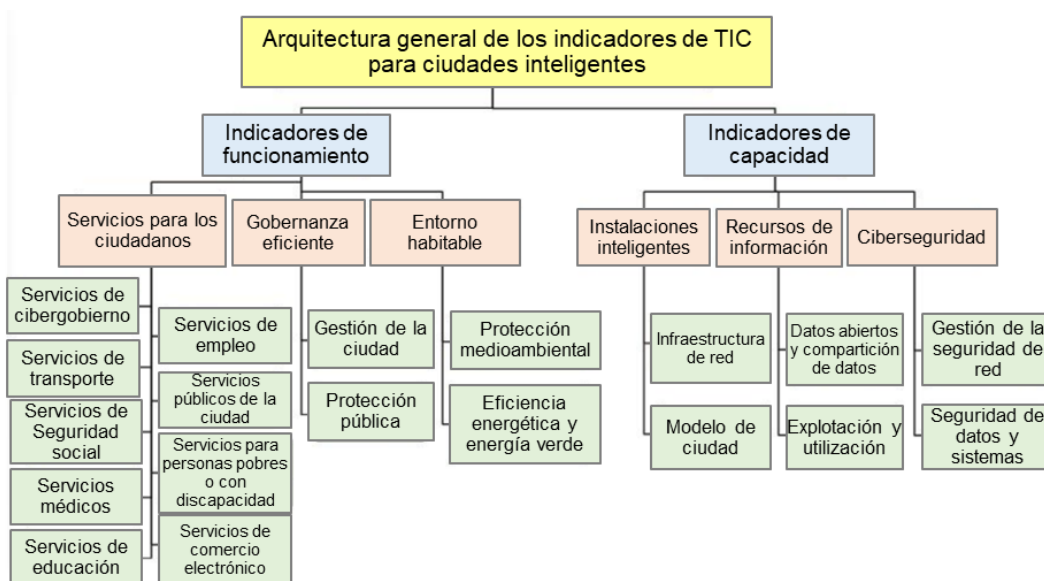 Arquitectura general de los indicadores de TIC
para ciudades inteligentes
Indicadores de
funcionamiento
Indicadores de
capacidad
Servicios para los
ciudadanos
Gobernanza
eficiente
Entorno
habitable
Instalaciones
inteligentes
Recursos de
información
Ciberseguridad
Servicios de
cibergobierno
Servicios de
transporte
Servicios de
Seguridad
social
Servicios
médicos
Servicios de
educación
Servicios de
empleo
Servicios
públicos de la
ciudad
Servicios para
personas pobres
o con
discapacidad
Servicios de
comercio
electrónico
Gestión de la
ciudad
Protección
pública
Protección
medioambiental
Eficiencia
energética y
energía verde
Infraestructura
de red
Modelo de
ciudad
Datos abiertos
y compartición
de datos
Explotación y
utilización
Gestión de la
seguridad de
red
Seguridad de
datos y
sistemas